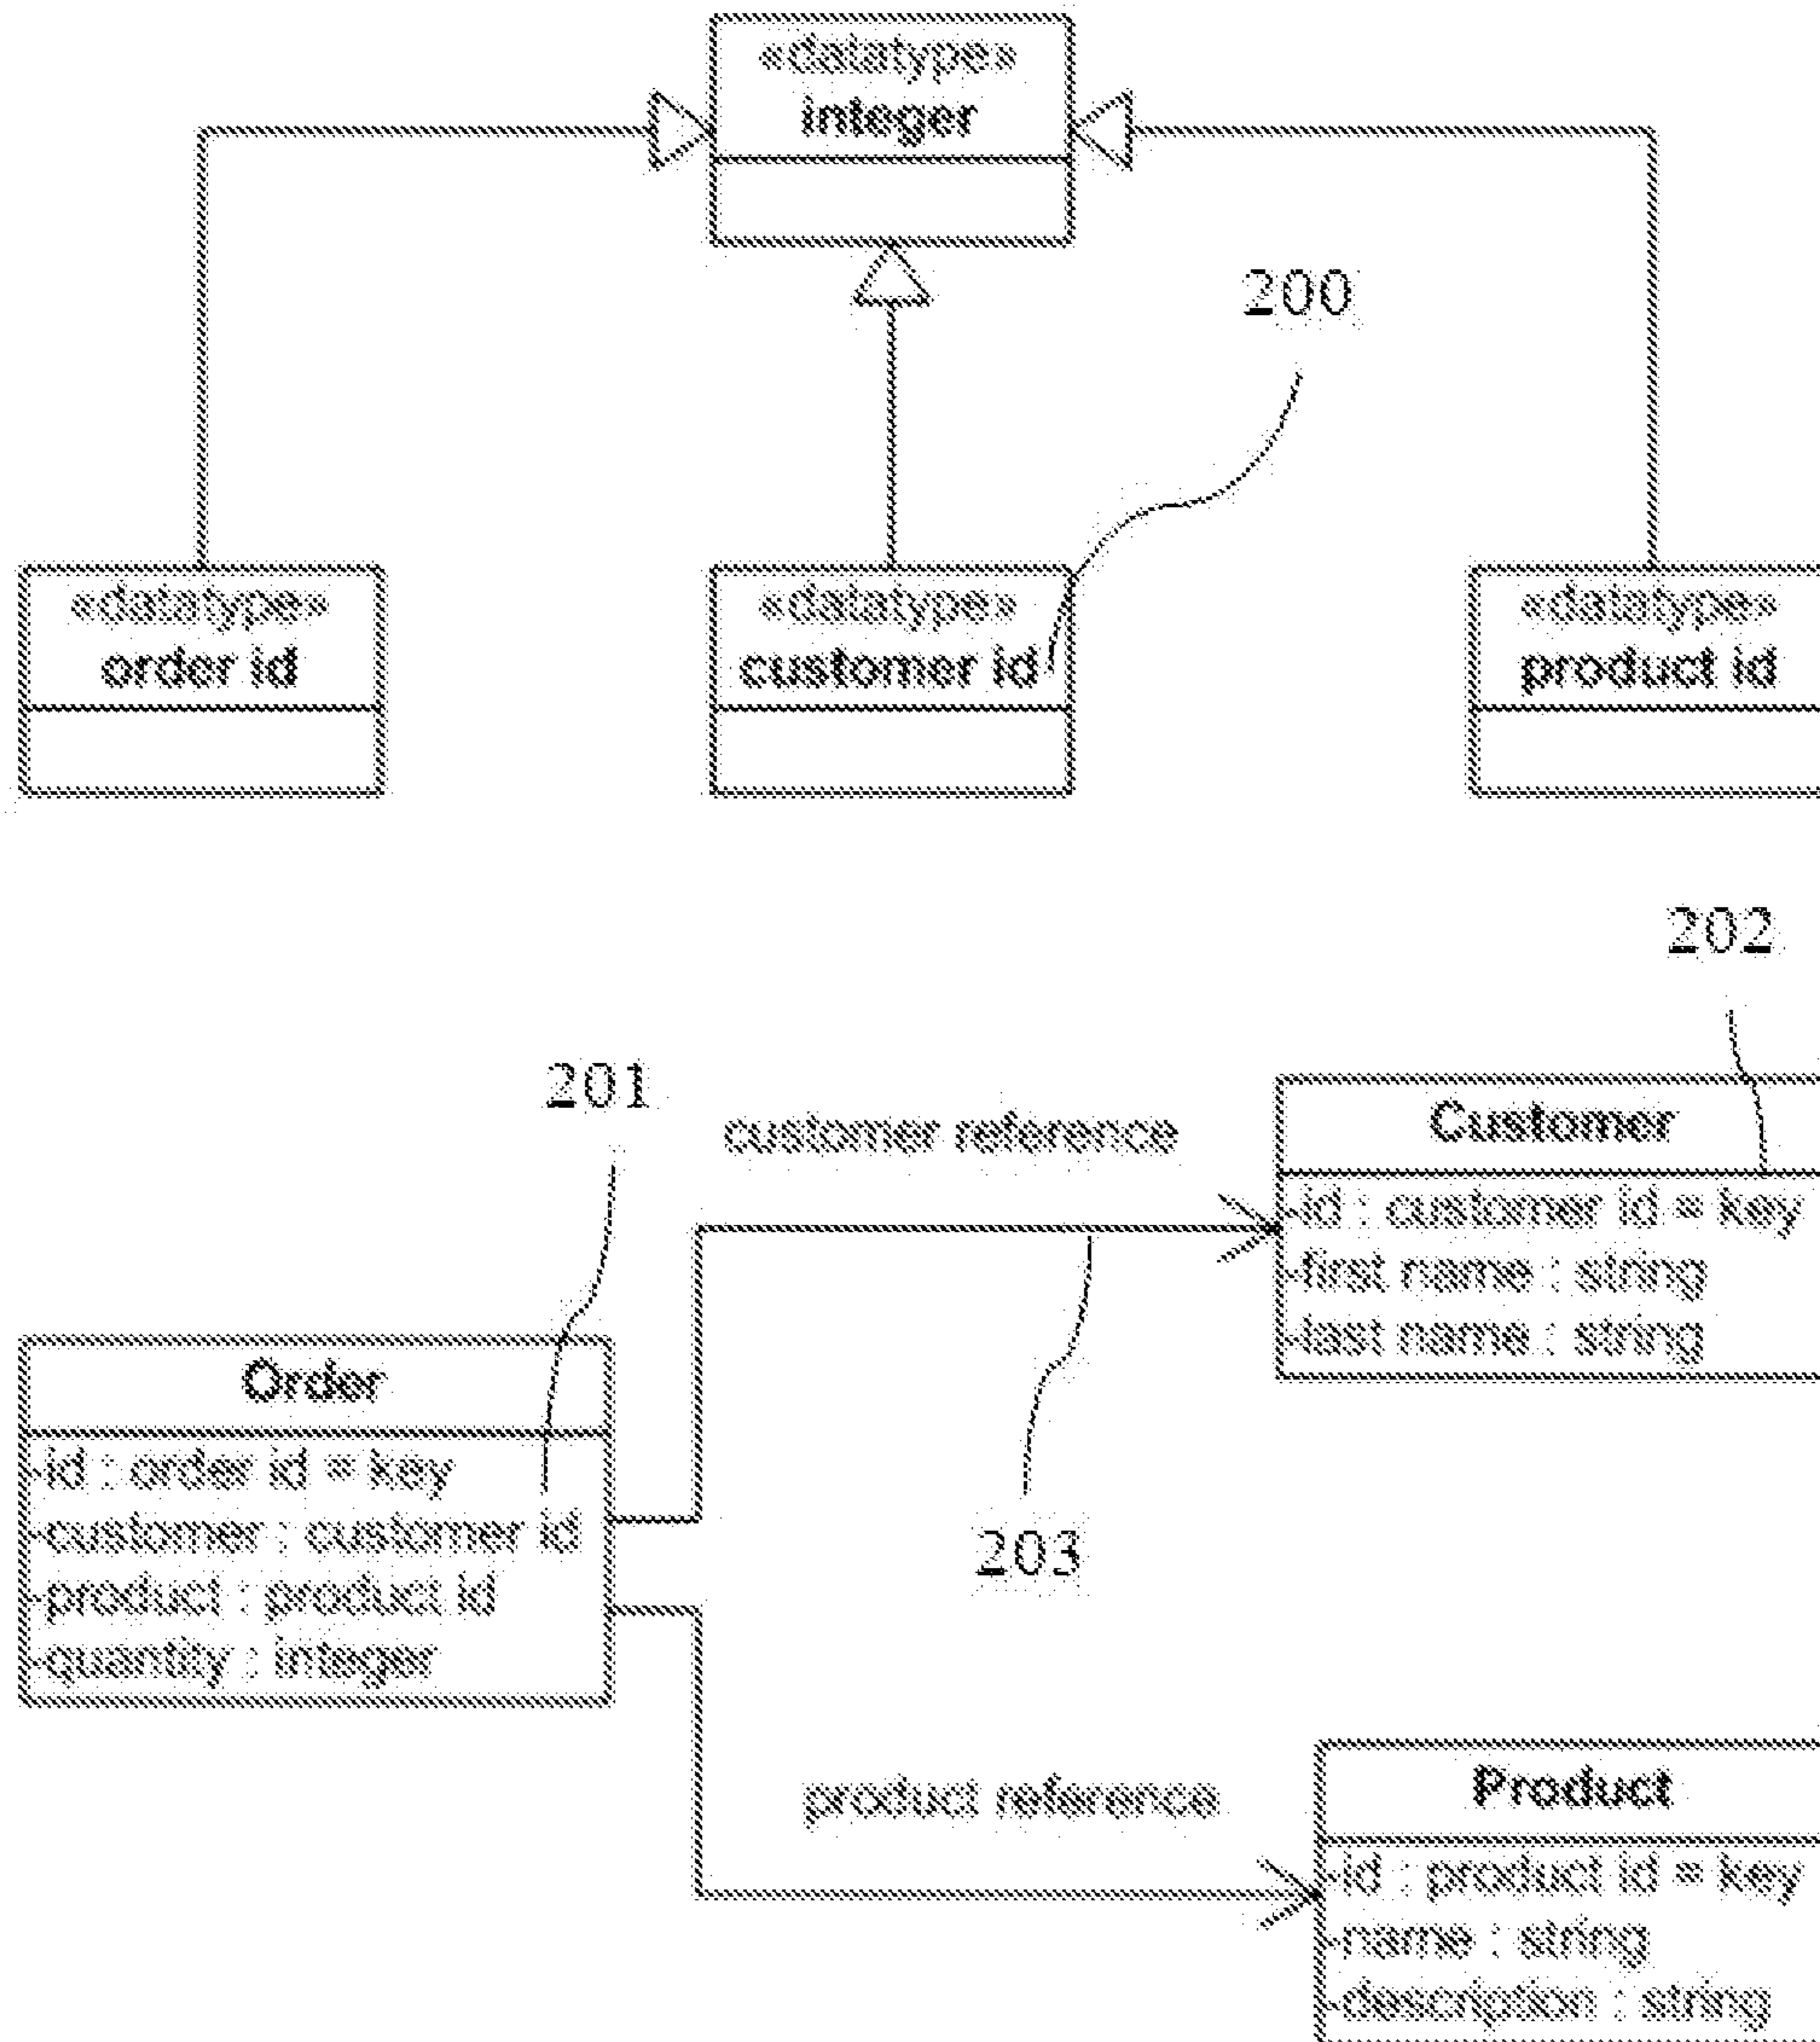 «datatype»
integer
200
«datatype»
order id
«datatype»
customer id
«datatype»
product id
202
201
customer reference
Customer
-id : customer id = key
-first name : string
-last name : string
Order
-id : order id = key
-customer : customer id
-product : product id
-quantity : integer
203
product reference
Product
-id : product id = key
-name : string
-description : string